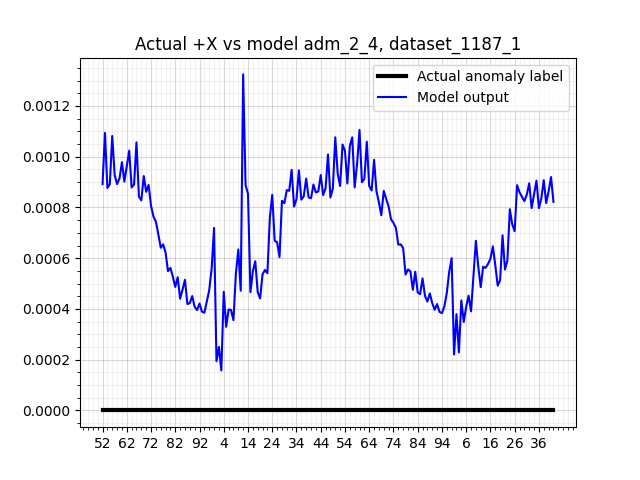 Actual +X vs model adm_2_4, dataset_1187_1
Actual anomaly label
Model output
0.0012
0.0010
0.0008
0.0006
0.0004
0.0002
0.0000
52 62 72 82 92 4 14 24 34 44 54 64 74 84 94 6 16 26 36